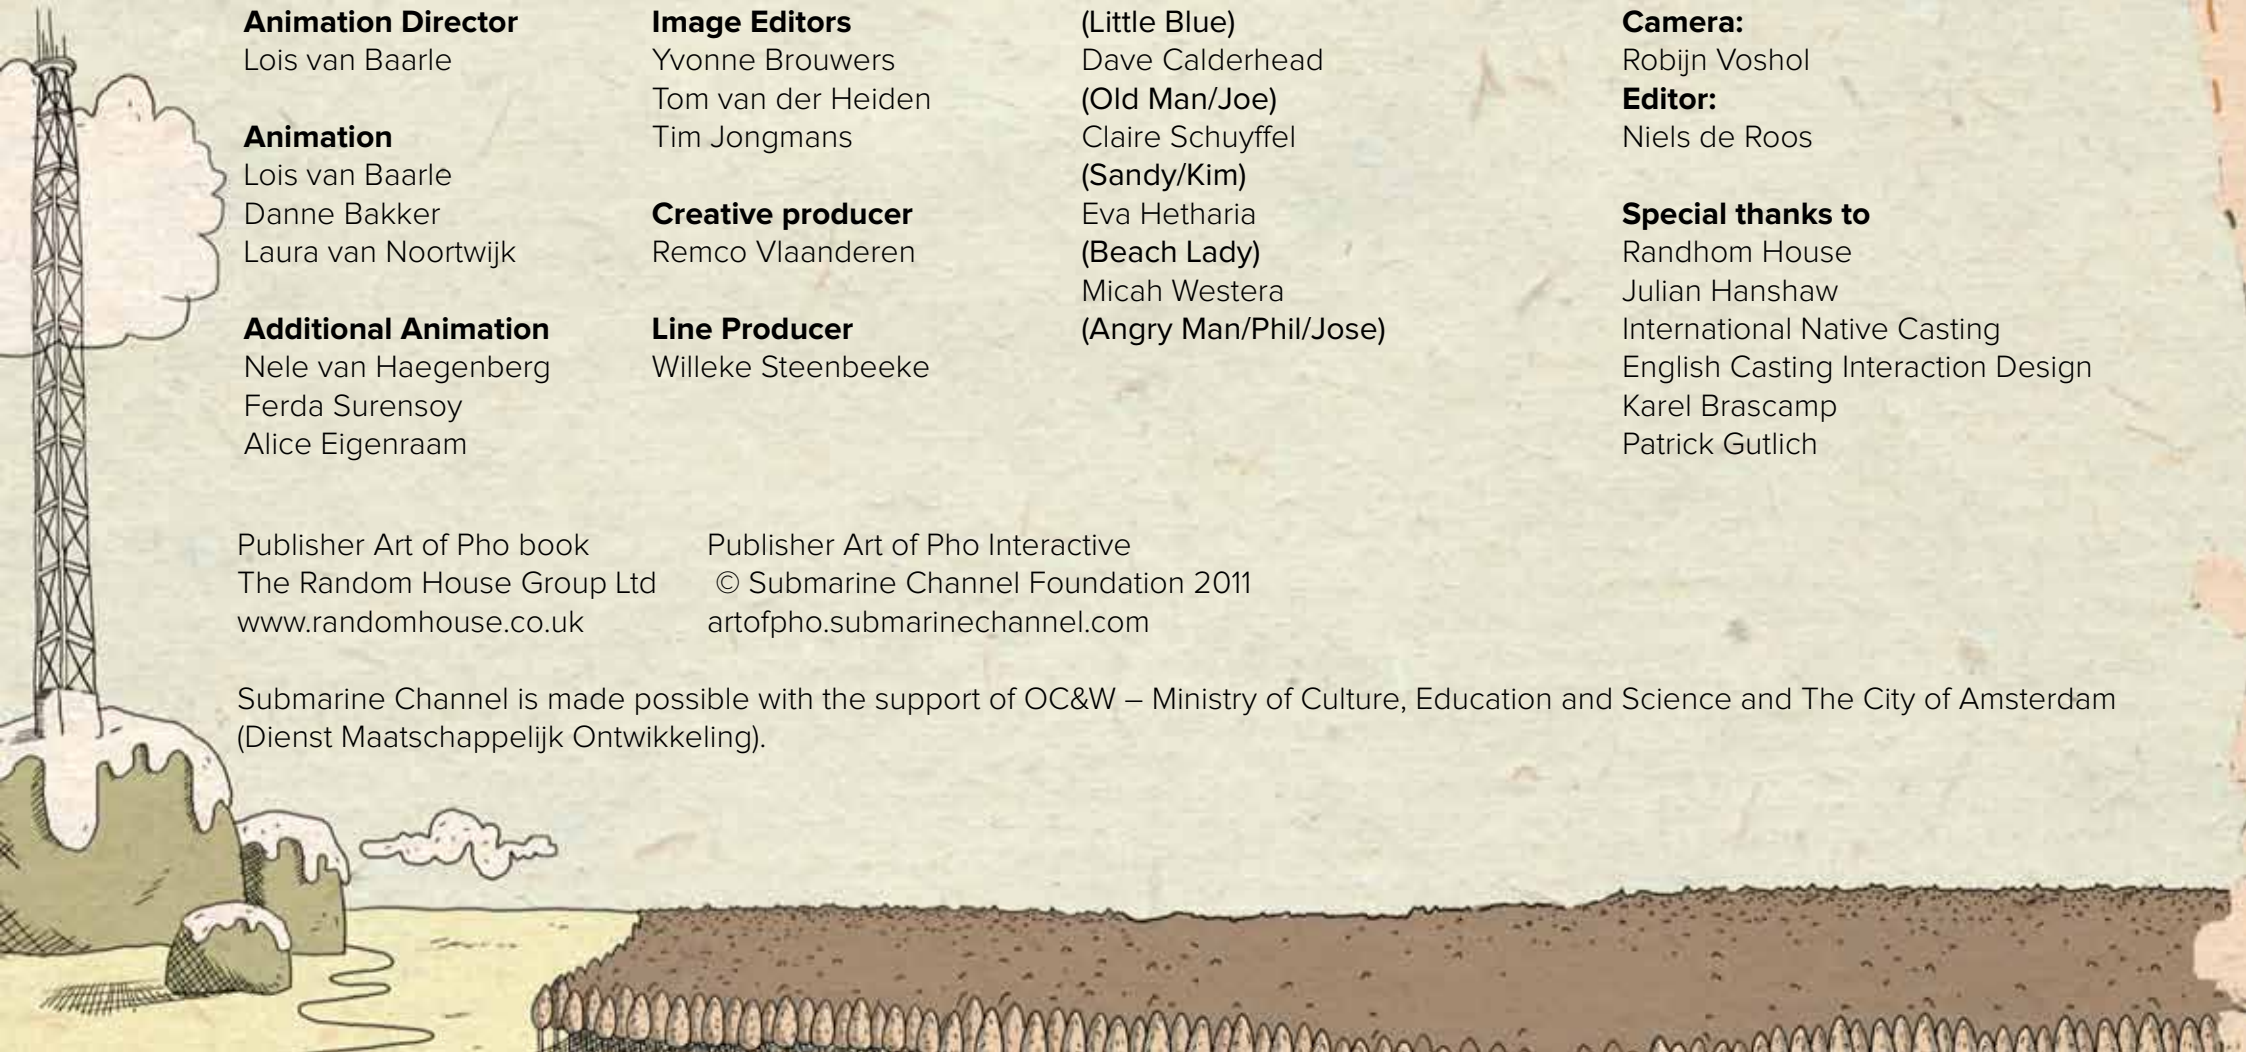 Animation Director
Lois van Baarle
Animation
Lois van Baarle
Danne Bakker
Laura van Noortwijk
Additional Animation
Nele van Haegenberg
Ferda Surensoy
Alice Eigenraam
Image Editors
Yvonne Brouwers
Tom van der Heiden
Tim Jongmans
Creative producer
Remco Vlaanderen
Line Producer
Willeke Steenbeeke
(Little Blue)
Dave Calderhead
(Old Man/Joe)
Claire Schuyffel
(Sandy/Kim)
Eva Hetharia
(Beach Lady)
Micah Westera
(Angry Man/Phil/Jose)
Camera:
Robijn Voshol
Editor:
Niels de Roos
Special thanks to
Randhom House
Julian Hanshaw
International Native Casting
English Casting Interaction Design
Karel Brascamp
Patrick Gutlich
Publisher Art of Pho book
The Random House Group Ltd
www.randomhouse.co.uk
Publisher Art of Pho Interactive
© Submarine Channel Foundation 2011
artofpho.submarinechannel.com
Submarine Channel is made possible with the support of OC&W – Ministry of Culture, Education and Science and The City of Amsterdam
(Dienst Maatschappelijk Ontwikkeling).